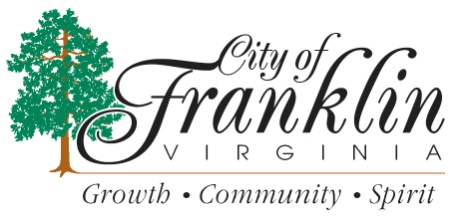 City of
Franklin
VIRGINIA
Growth • Community • Spirit